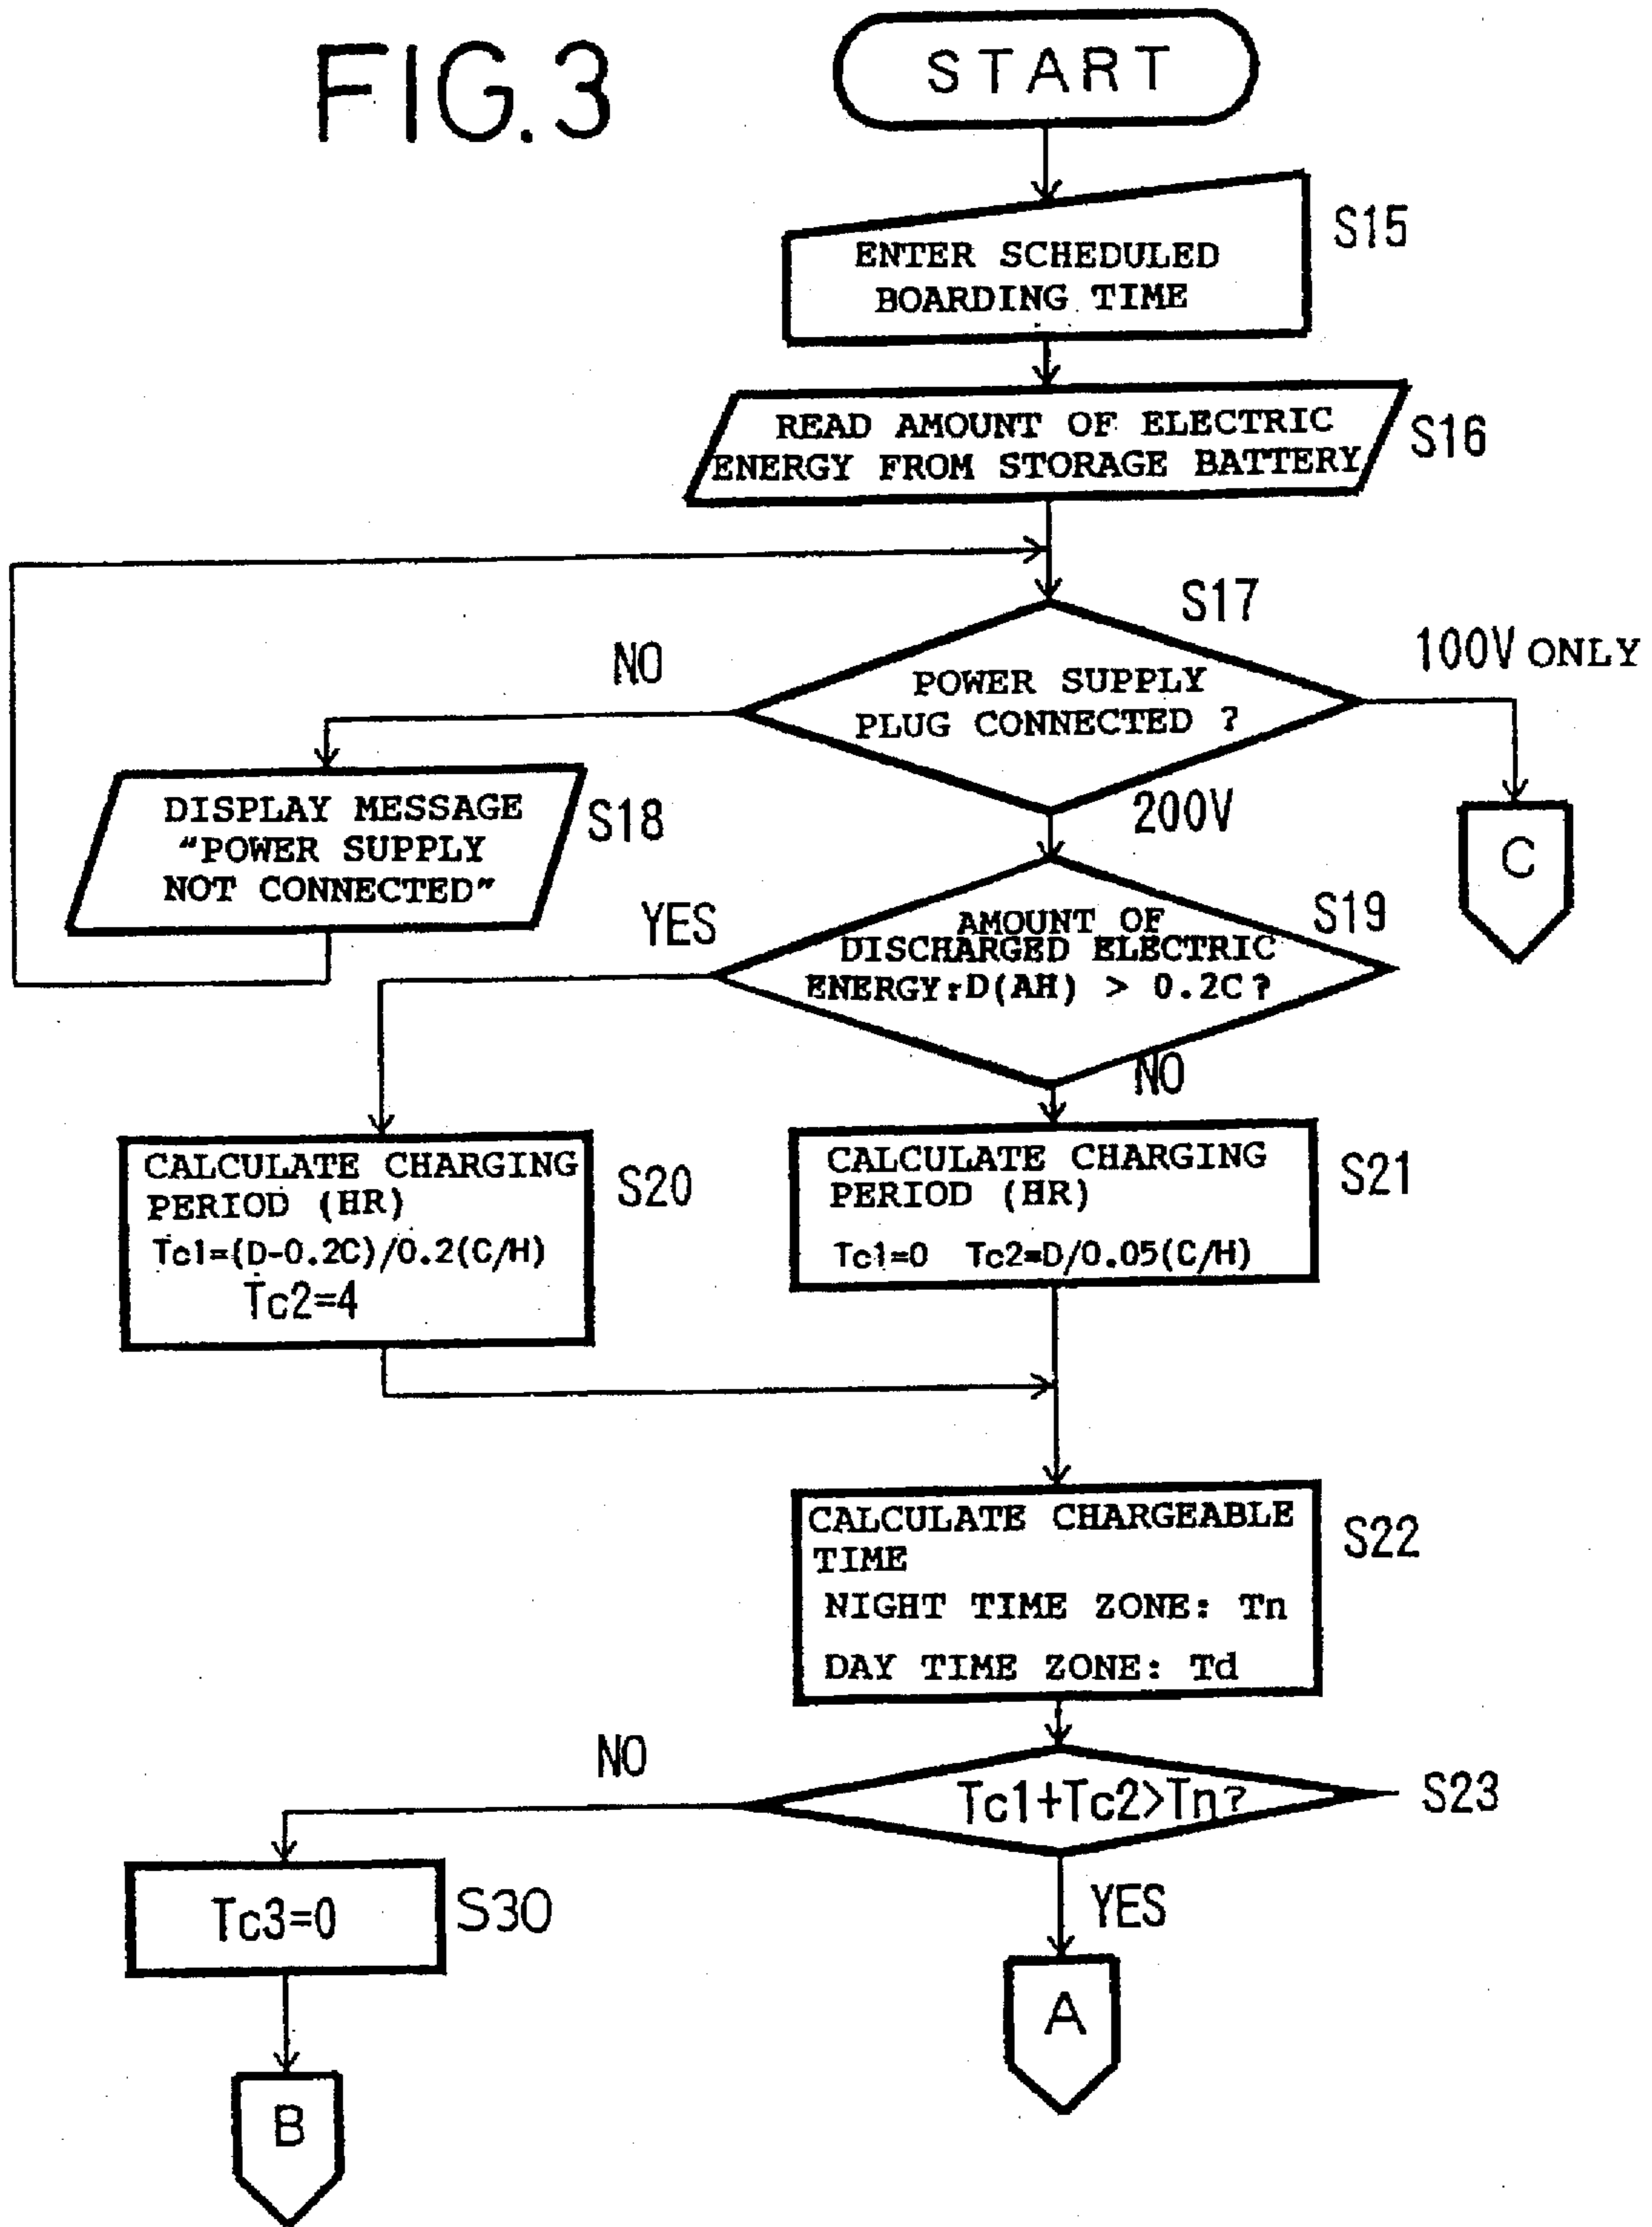 FIG.3
START
ENTER SCHEDULED
BOARDING TIME
S15
READ AMOUNT OF ELECTRIC
ENERGY FROM STORAGE BATTERY
S16
S17
NO
100V ONLY
POWER SUPPLY
PLUG CONNECTED ?
200V
DISPLAY MESSAGE
"POWER SUPPLY
NOT CONNECTED"
S18
C
YES
S19
AMOUNT OF
DISCHARGED ELECTRIC
ENERGY:D(AH) > 0.2C?
NO
CALCULATE CHARGING
PERIOD (HR)
Tc1=(D-0.2C)/0.2(C/H)
Tc2=4
S20
CALCULATE CHARGING
PERIOD (HR)
Tc1=0 Tc2=D/0.05(C/H)
S21
CALCULATE CHARGEABLE
TIME
NIGHT TIME ZONE: Tn
DAY TIME ZONE: Td
S22
NO
Tc1+Tc2>Tn?
S23
YES
Tc3=0
S30
A
B